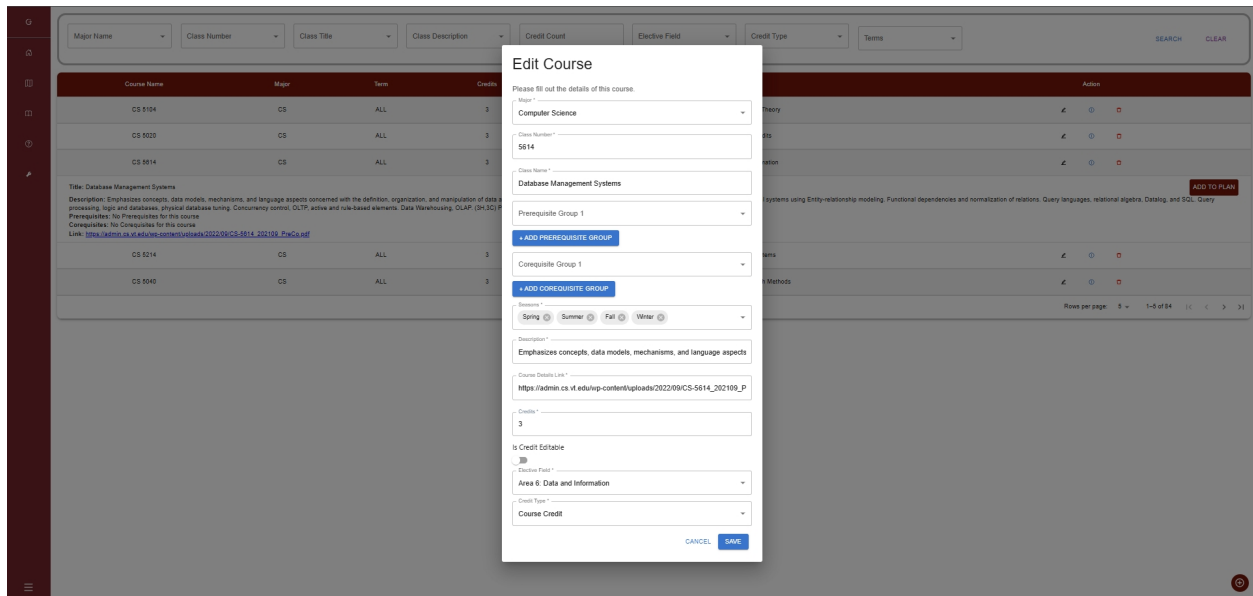 Major Name
Class Number
Class Title
Class Description
Credit Count
Elective Field
Credit Type
Terms
SEARCH
CLEAR
Course Name
Major
Term
Credits
Action
CS 5104
CS
ALL
3
Theory
CS 5020
CS
ALL
3
dits
CS 5614
CS
ALL
3
mation
Title: Database Management Systems
ADD TO PLAN
Description: Emphasizes concepts, data models, mechanisms, and language aspects concerned with the definition, organization, and manipulation of data a
l systems using Entity-relationship modeling. Functional dependencies and normalization of relations. Query languages, relational algebra, Datalog, and SQL. Query
processing, logic and databases, physical database tuning. Concurrency control, OLTP, active and rule-based elements. Data Warehousing, OLAP. (3H,3C) F
Prerequisites: No Prerequisites for this course
Corequisites: No Corequisites for this course
Link: https://admin.cs.vt.edu/wp-content/uploads/2022/09/CS-5614_202109_PreCo.pdf
CS 5214
CS
ALL
3
tems
CS 5040
CS
ALL
3
h Methods
Rows per page: 5
1–5 of 84
Edit Course
Please fill out the details of this course.
Major *
Computer Science
Class Number *
5614
Class Name *
Database Management Systems
Prerequisite Group 1
+ ADD PREREQUISITE GROUP
Corequisite Group 1
+ ADD COREQUISITE GROUP
Seasons *
Spring Summer Fall Winter
Description *
Emphasizes concepts, data models, mechanisms, and language aspects
Course Details Link *
https://admin.cs.vt.edu/wp-content/uploads/2022/09/CS-5614_202109_P
Credits *
3
Is Credit Editable
Elective Field *
Area 6: Data and Information
Credit Type *
Course Credit
CANCEL
SAVE